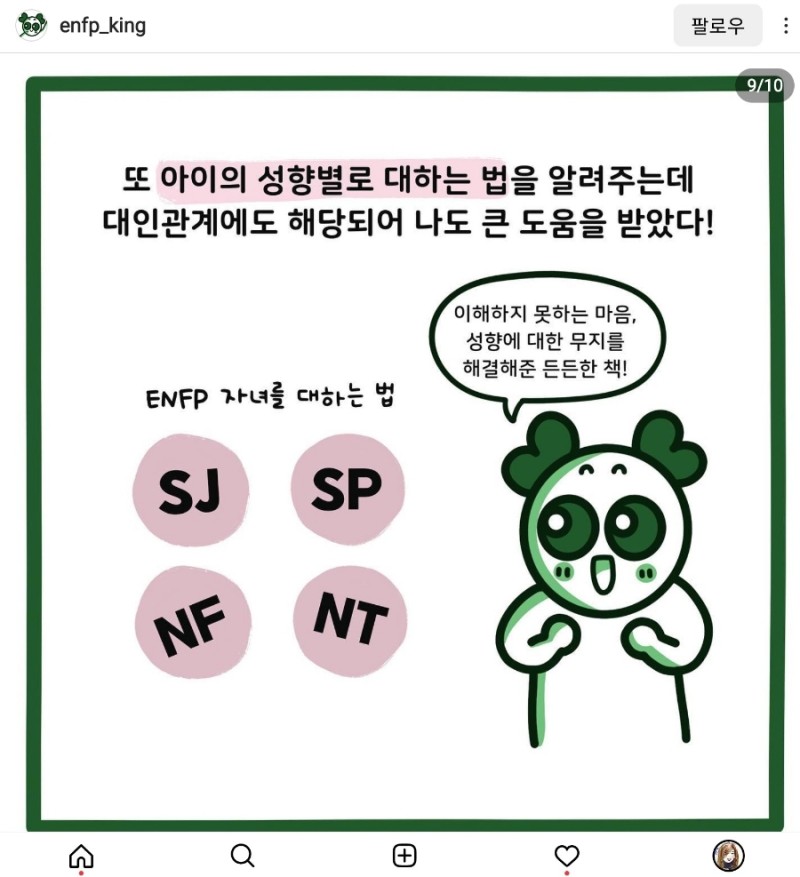 enfp_king
팔로우
9/10
또 아이의 성향별로 대하는 법을 알려주는데
대인관계에도 해당되어 나도 큰 도움을 받았다!
이해하지 못하는 마음,
성향에 대한 무지를
해결해준 든든한 책!
ENFP 자녀를 대하는 법
SJ
SP
NF
NT